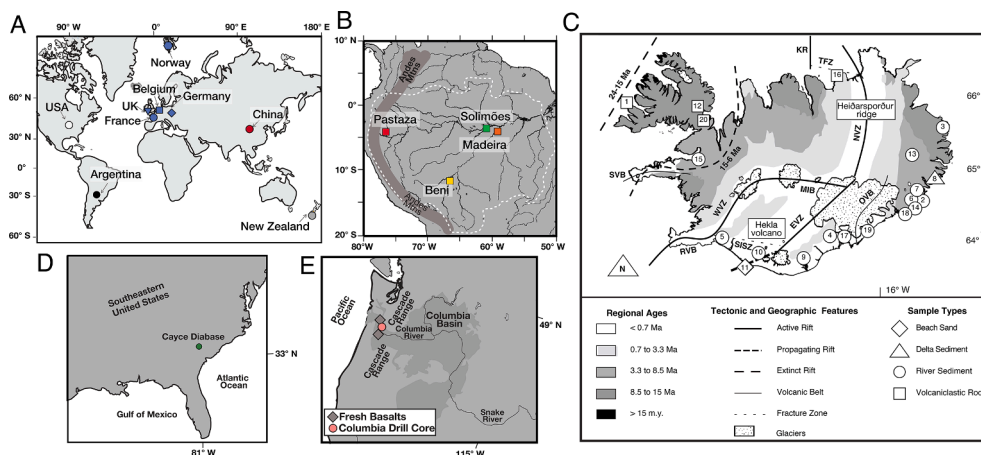 A
90° W
0°
90° E
180° E
Norway
Belgium
Germany
USA
UK
France
China
Argentina
New Zealand
60° N
30° N
0°
30° S
60° S
B
10° N
0°
10° S
20° S
80° W
70° W
60° W
50° W
Andes
Mtns
Pastaza
Solimões
Madeira
Beni
Andes
Mtns
C
24-15 Ma
KR
TFZ
16
1
12
20
15
15-6 Ma
SVB
Heiðarsporður
ridge
NVZ
3
13
8
7
6
2
14
18
WVZ
MIB
EVZ
OVB
Hekla
volcano
5
RVB
SISZ
10
11
9
4
17
19
N
66°
65°
64°
16° W
Regional Ages
< 0.7 Ma
0.7 to 3.3 Ma
3.3 to 8.5 Ma
8.5 to 15 Ma
> 15 m.y.
Tectonic and Geographic Features
Active Rift
Propagating Rift
Extinct Rift
Volcanic Belt
Fracture Zone
Glaciers
Sample Types
Beach Sand
Delta Sediment
River Sediment
Volcaniclastic Roc
D
Southeastern
United States
Cayce Diabase
33° N
Atlantic
Ocean
Gulf of Mexico
81° W
E
Pacific
Ocean
Cascade
Range
Columbia
Basin
Columbia
River
49° N
Cascade
Range
Snake
River
Fresh Basalts
Columbia Drill Core
115° W